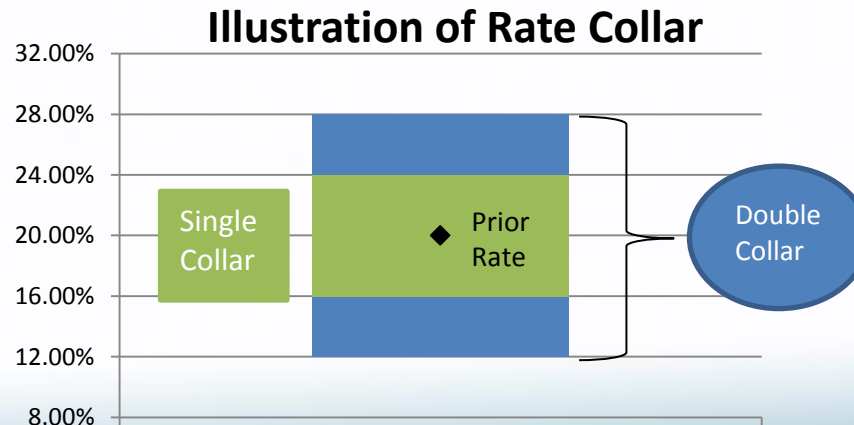 Illustration of Rate Collar
32.00%
28.00%
24.00%
20.00%
16.00%
12.00%
8.00%
Single
Collar
Prior
Rate
Double
Collar